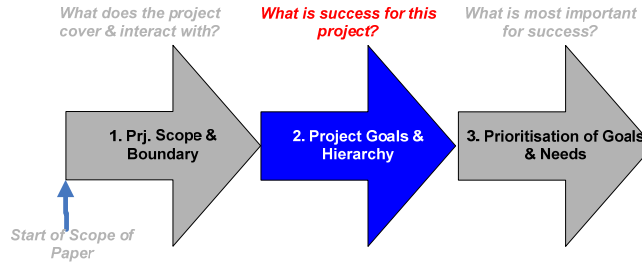 What does the project
cover & interact with?
What is success for this
project?
What is most important
for success?
1. Prj. Scope &
Boundary
2. Project Goals &
Hierarchy
3. Prioritisation of Goals
& Needs
Start of Scope of
Paper